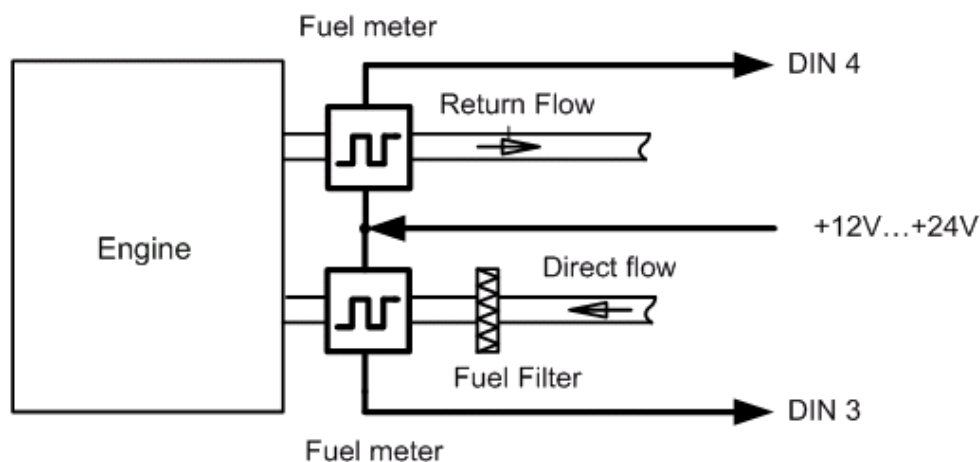 Fuel meter
DIN 4
Return Flow
+12V...+24V
Engine
Direct flow
Fuel Filter
DIN 3
Fuel meter